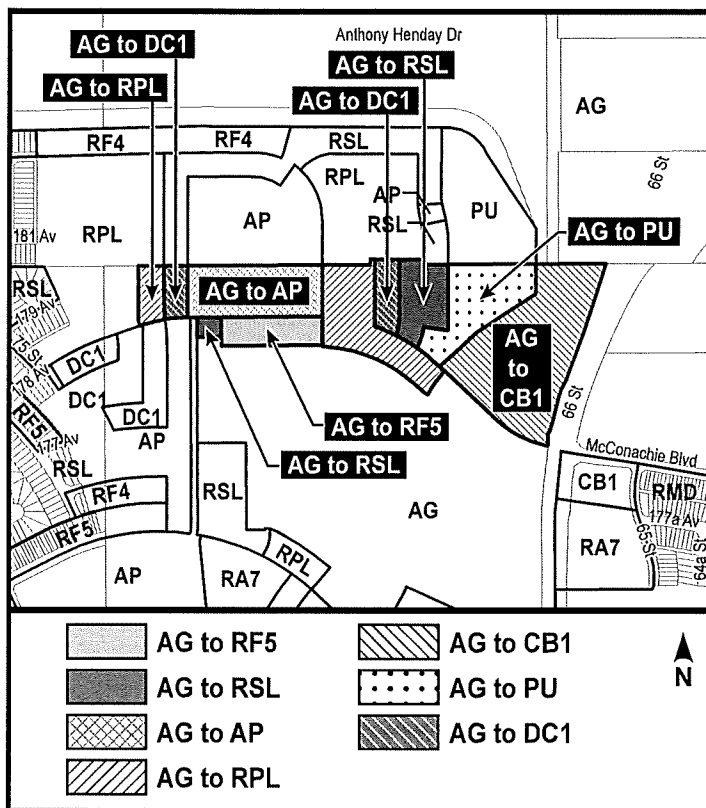 Anthony Henday Dr
AG to DC1
AG to RSL
AG to RPL
AG to DC1
AG
RF4
RF4
RSL
66 St
RPL
AP
AP
RSL
PU
RPL
181 Av
AG to PU
RSL
179 Av
AG to AP
AG
to
CB1
75 St
178 Av
DC1
DC1
DC1
66 St
RF5
177 Av
AP
AG to RF5
McConachie Blvd
RSL
AG to RSL
CB1
RMD
RF4
RSL
AG
177a Av
RF5
RPL
RA7
65 St
64a St
AP
RA7
AG to RF5
AG to CB1
AG to RSL
AG to PU
AG to AP
AG to DC1
AG to RPL
N